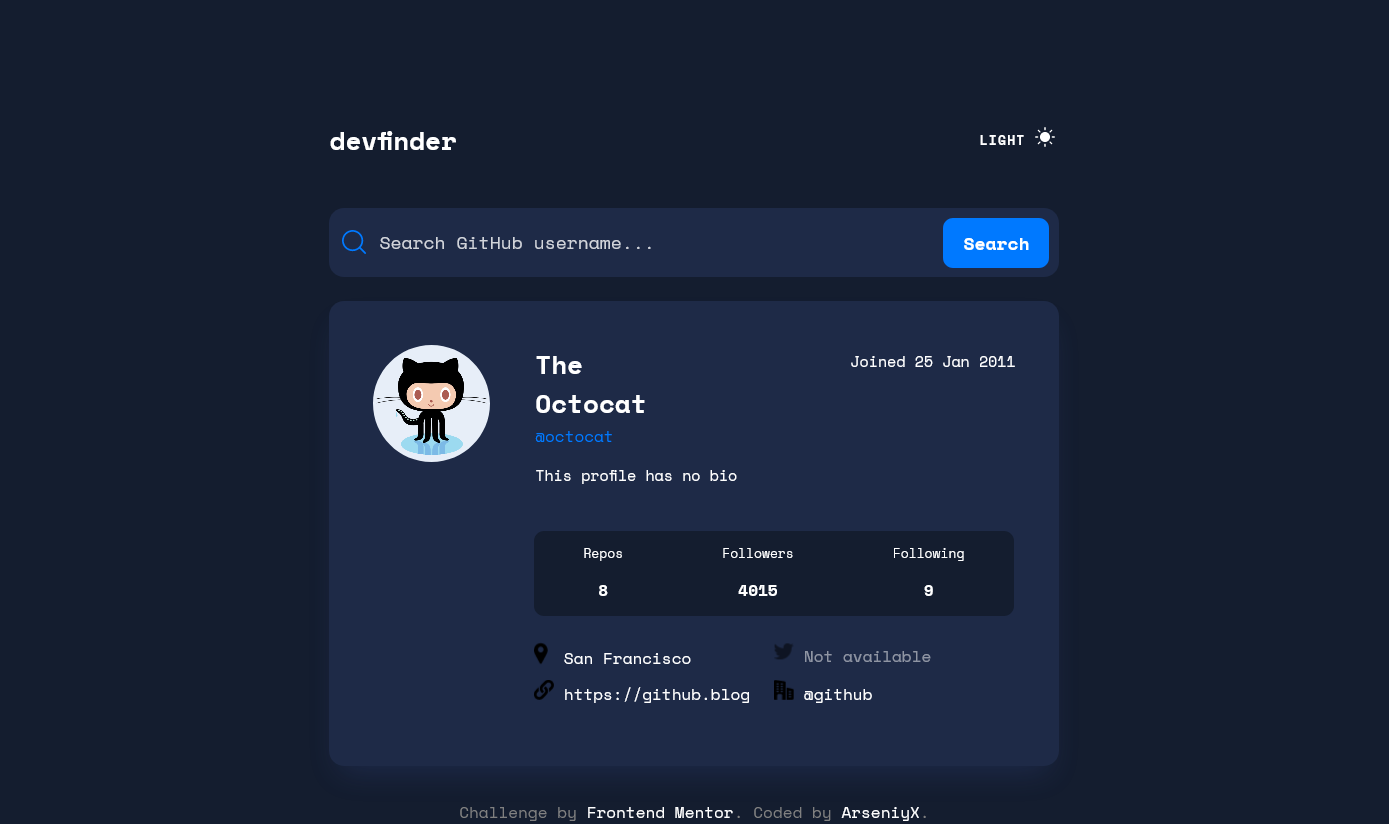 devfinder
LIGHT
Search GitHub username...
Search
The
Octocat
Joined 25 Jan 2011
@octocat
This profile has no bio
Repos Followers Following
8 4015 9
San Francisco Not available
https://github.blog @github
Challenge by Frontend Mentor. Coded by ArseniyX.